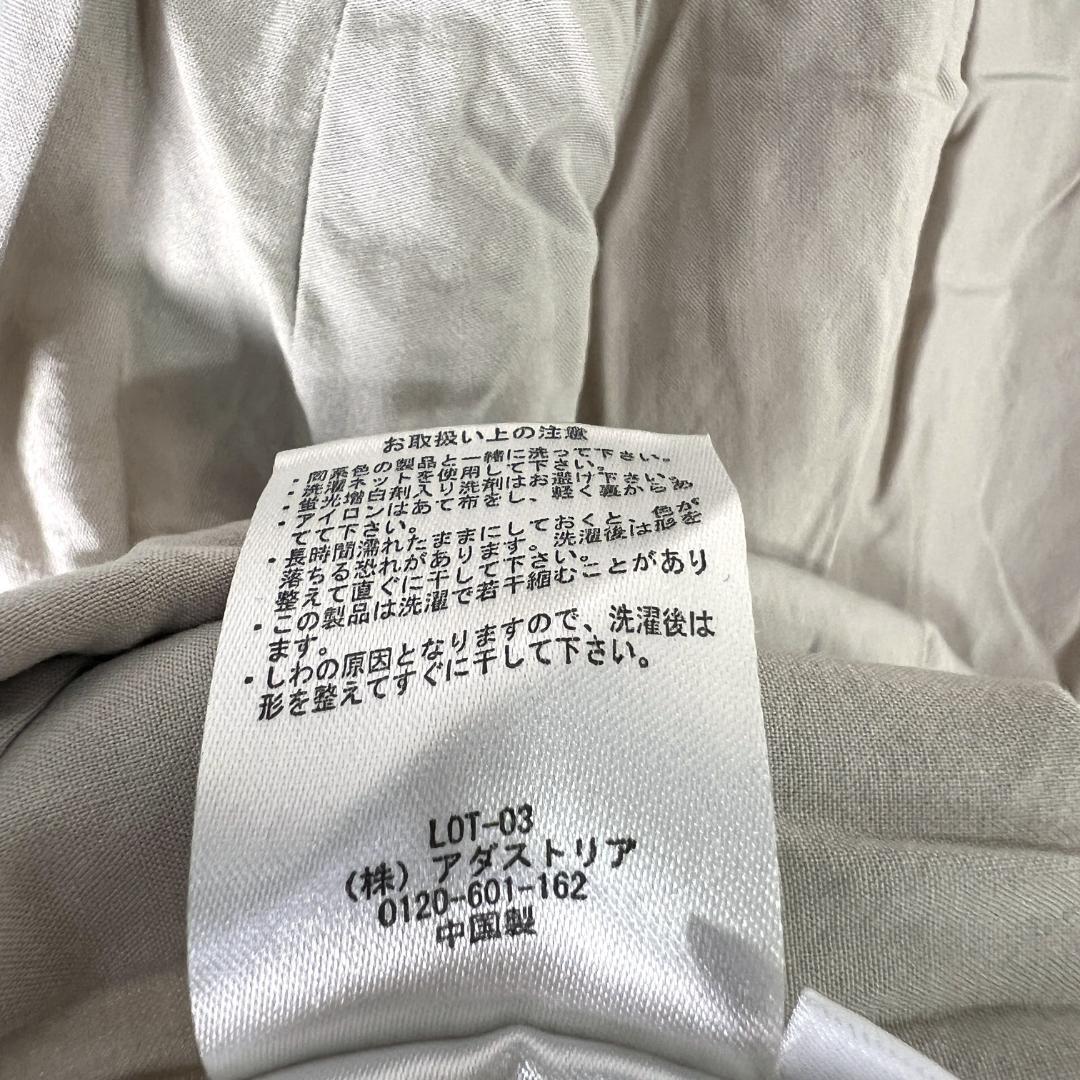 お取扱い上の注意
・同系色の製品と一緒に洗って下さい。
・洗濯ネットを使用して下さい。
・蛍光増白剤入り洗剤はお避け下さい。
・アイロンはあて布をし、軽く裏からあ
てて下さい。
・長時間濡れたままにしておくと、色が
落ちる恐れがあります。洗濯後は形を
整えて直ぐに干して下さい。
・この製品は洗濯で若干縮むことがあり
ます。
・しわの原因となりますので、洗濯後は
形を整えてすぐに干して下さい。
LOT-03
(株)アダストリア
0120-601-162
中国製